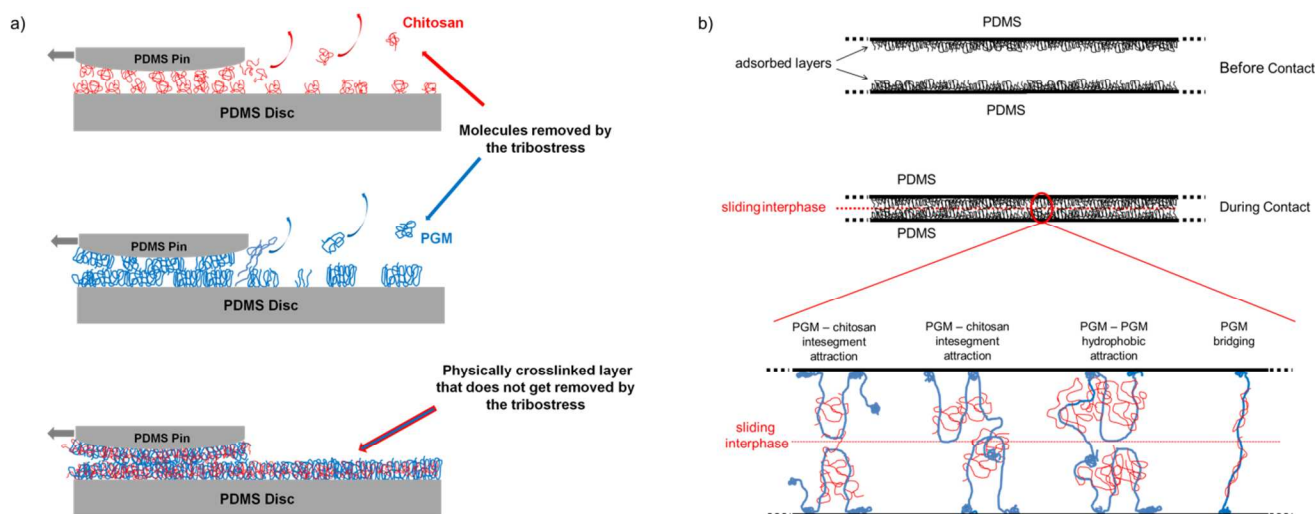 a)
Chitosan
PDMS Pin
PDMS Disc
Molecules removed by
the tribostress
PGM
PDMS Pin
PDMS Disc
Physically crosslinked layer
that does not get removed by
the tribostress
PDMS Pin
PDMS Disc
b)
PDMS
adsorbed layers
Before Contact
PDMS
PDMS
sliding interphase
During Contact
PDMS
PGM – chitosan
intesegment
attraction
PGM – chitosan
intesegment
attraction
PGM – PGM
hydrophobic
attraction
PGM
bridging
sliding
interphase